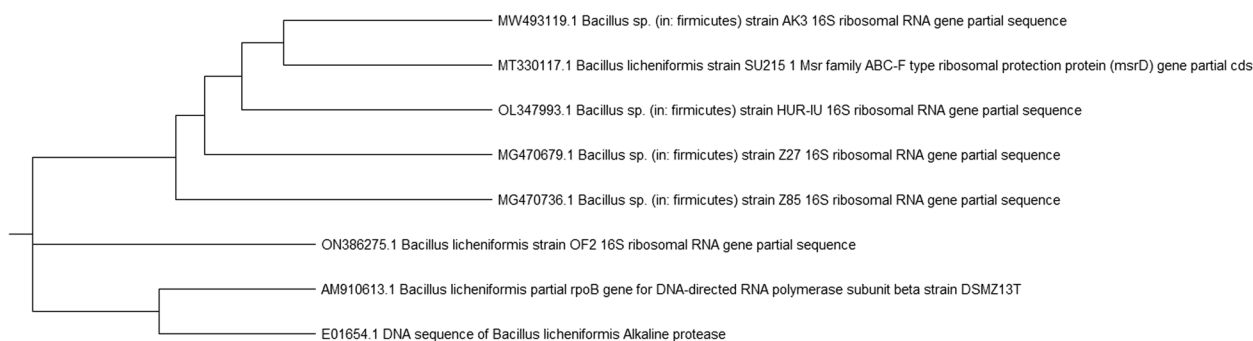 MW493119.1 Bacillus sp. (in: firmicutes) strain AK3 16S ribosomal RNA gene partial sequence
MT330117.1 Bacillus licheniformis strain SU215 1 Msr family ABC-F type ribosomal protection protein (msrD) gene partial cds
OL347993.1 Bacillus sp. (in: firmicutes) strain HUR-IU 16S ribosomal RNA gene partial sequence
MG470679.1 Bacillus sp. (in: firmicutes) strain Z27 16S ribosomal RNA gene partial sequence
MG470736.1 Bacillus sp. (in: firmicutes) strain Z85 16S ribosomal RNA gene partial sequence
ON386275.1 Bacillus licheniformis strain OF2 16S ribosomal RNA gene partial sequence
AM910613.1 Bacillus licheniformis partial rpoB gene for DNA-directed RNA polymerase subunit beta strain DSMZ13T
E01654.1 DNA sequence of Bacillus licheniformis Alkaline protease